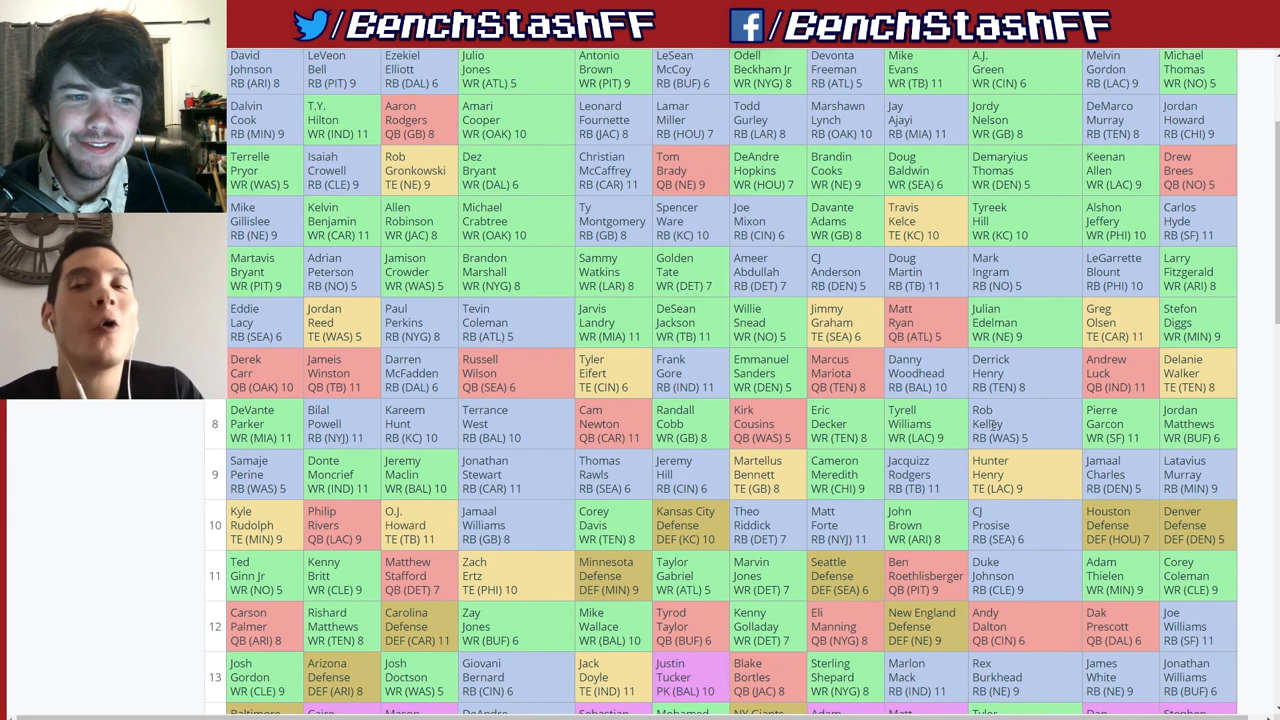 /BenchStashFF /BenchStashFF
David Johnson RB (ARI) 8 LeVeon Bell RB (PIT) 9 Ezekiel Elliott RB (DAL) 6 Julio Jones WR (ATL) 5 Antonio Brown WR (PIT) 9 LeSean McCoy RB (BUF) 6 Odell Beckham Jr WR (NYG) 8 Devonta Freeman RB (ATL) 5 Mike Evans WR (TB) 11 A.J. Green WR (CIN) 6 Melvin Gordon RB (LAC) 9 Michael Thomas WR (NO) 5
Dalvin Cook RB (MIN) 9 T.Y. Hilton WR (IND) 11 Aaron Rodgers QB (GB) 8 Amari Cooper WR (OAK) 10 Leonard Fournette RB (JAC) 8 Lamar Miller RB (HOU) 7 Todd Gurley RB (LAR) 8 Marshawn Lynch RB (OAK) 10 Jay Ajayi RB (MIA) 11 Jordy Nelson WR (GB) 8 DeMarco Murray RB (TEN) 8 Jordan Howard RB (CHI) 9
Terrelle Pryor WR (WAS) 5 Isaiah Crowell RB (CLE) 9 Rob Gronkowski TE (NE) 9 Dez Bryant WR (DAL) 6 Christian McCaffrey RB (CAR) 11 Tom Brady QB (NE) 9 DeAndre Hopkins WR (HOU) 7 Brandin Cooks WR (NE) 9 Doug Baldwin WR (SEA) 6 Demaryius Thomas WR (DEN) 5 Keenan Allen WR (LAC) 9 Drew Brees QB (NO) 5
Mike Gillislee RB (NE) 9 Kelvin Benjamin WR (CAR) 11 Allen Robinson WR (JAC) 8 Michael Crabtree WR (OAK) 10 Ty Montgomery RB (GB) 8 Spencer Ware RB (KC) 10 Joe Mixon RB (CIN) 6 Davante Adams WR (GB) 8 Travis Kelce TE (KC) 10 Tyreek Hill WR (KC) 10 Alshon Jeffery WR (PHI) 10 Carlos Hyde RB (SF) 11
Martavis Bryant WR (PIT) 9 Adrian Peterson RB (NO) 5 Jamison Crowder WR (WAS) 5 Brandon Marshall WR (NYG) 8 Sammy Watkins WR (LAR) 8 Golden Tate WR (DET) 7 Ameer Abdullah RB (DET) 7 CJ Anderson RB (DEN) 5 Doug Martin RB (TB) 11 Mark Ingram RB (NO) 5 LeGarrette Blount RB (PHI) 10 Larry Fitzgerald WR (ARI) 8
Eddie Lacy RB (SEA) 6 Jordan Reed TE (WAS) 5 Paul Perkins RB (NYG) 8 Tevin Coleman RB (ATL) 5 Jarvis Landry WR (MIA) 11 DeSean Jackson WR (TB) 11 Willie Snead WR (NO) 5 Jimmy Graham TE (SEA) 6 Matt Ryan QB (ATL) 5 Julian Edelman WR (NE) 9 Greg Olsen TE (CAR) 11 Stefon Diggs WR (MIN) 9
Derek Carr QB (OAK) 10 Jameis Winston QB (TB) 11 Darren McFadden RB (DAL) 6 Russell Wilson QB (SEA) 6 Tyler Eifert TE (CIN) 6 Frank Gore RB (IND) 11 Emmanuel Sanders WR (DEN) 5 Marcus Mariota QB (TEN) 8 Danny Woodhead RB (BAL) 10 Derrick Henry RB (TEN) 8 Andrew Luck QB (IND) 11 Delanie Walker TE (TEN) 8
8 DeVante Parker WR (MIA) 11 Bilal Powell RB (NYJ) 11 Kareem Hunt RB (KC) 10 Terrance West RB (BAL) 10 Cam Newton QB (CAR) 11 Randall Cobb WR (GB) 8 Kirk Cousins QB (WAS) 5 Eric Decker WR (TEN) 8 Tyrell Williams WR (LAC) 9 Rob Kelley RB (WAS) 5 Pierre Garcon WR (SF) 11 Jordan Matthews WR (BUF) 6
9 Samaje Perine RB (WAS) 5 Donte Moncrief WR (IND) 11 Jeremy Maclin WR (BAL) 10 Jonathan Stewart RB (CAR) 11 Thomas Rawls RB (SEA) 6 Jeremy Hill RB (CIN) 6 Martellus Bennett TE (GB) 8 Cameron Meredith WR (CHI) 9 Jacquizz Rodgers RB (TB) 11 Hunter Henry TE (LAC) 9 Jamaal Charles RB (DEN) 5 Latavius Murray RB (MIN) 9
10 Kyle Rudolph TE (MIN) 9 Philip Rivers QB (LAC) 9 O.J. Howard TE (TB) 11 Jamaal Williams RB (GB) 8 Corey Davis WR (TEN) 8 Kansas City Defense DEF (KC) 10 Theo Riddick RB (DET) 7 Matt Forte RB (NYJ) 11 John Brown WR (ARI) 8 CJ Prosise RB (SEA) 6 Houston Defense DEF (HOU) 7 Denver Defense DEF (DEN) 5
11 Ted Ginn Jr WR (NO) 5 Kenny Britt WR (CLE) 9 Matthew Stafford QB (DET) 7 Zach Ertz TE (PHI) 10 Minnesota Defense DEF (MIN) 9 Taylor Gabriel WR (ATL) 5 Marvin Jones WR (DET) 7 Seattle Defense DEF (SEA) 6 Ben Roethlisberger QB (PIT) 9 Duke Johnson RB (CLE) 9 Adam Thielen WR (MIN) 9 Corey Coleman WR (CLE) 9
12 Carson Palmer QB (ARI) 8 Rishard Matthews WR (TEN) 8 Carolina Defense DEF (CAR) 11 Zay Jones WR (BUF) 6 Mike Wallace WR (BAL) 10 Tyrod Taylor QB (BUF) 6 Kenny Golladay WR (DET) 7 Eli Manning QB (NYG) 8 New England Defense DEF (NE) 9 Andy Dalton QB (CIN) 6 Dak Prescott QB (DAL) 6 Joe Williams RB (SF) 11
13 Josh Gordon WR (CLE) 9 Arizona Defense DEF (ARI) 8 Josh Doctson WR (WAS) 5 Giovani Bernard RB (CIN) 6 Jack Doyle TE (IND) 11 Justin Tucker PK (BAL) 10 Blake Bortles QB (JAC) 8 Sterling Shepard WR (NYG) 8 Marlon Mack RB (IND) 11 Rex Burkhead RB (NE) 9 James White RB (NE) 9 Jonathan Williams RB (BUF) 6